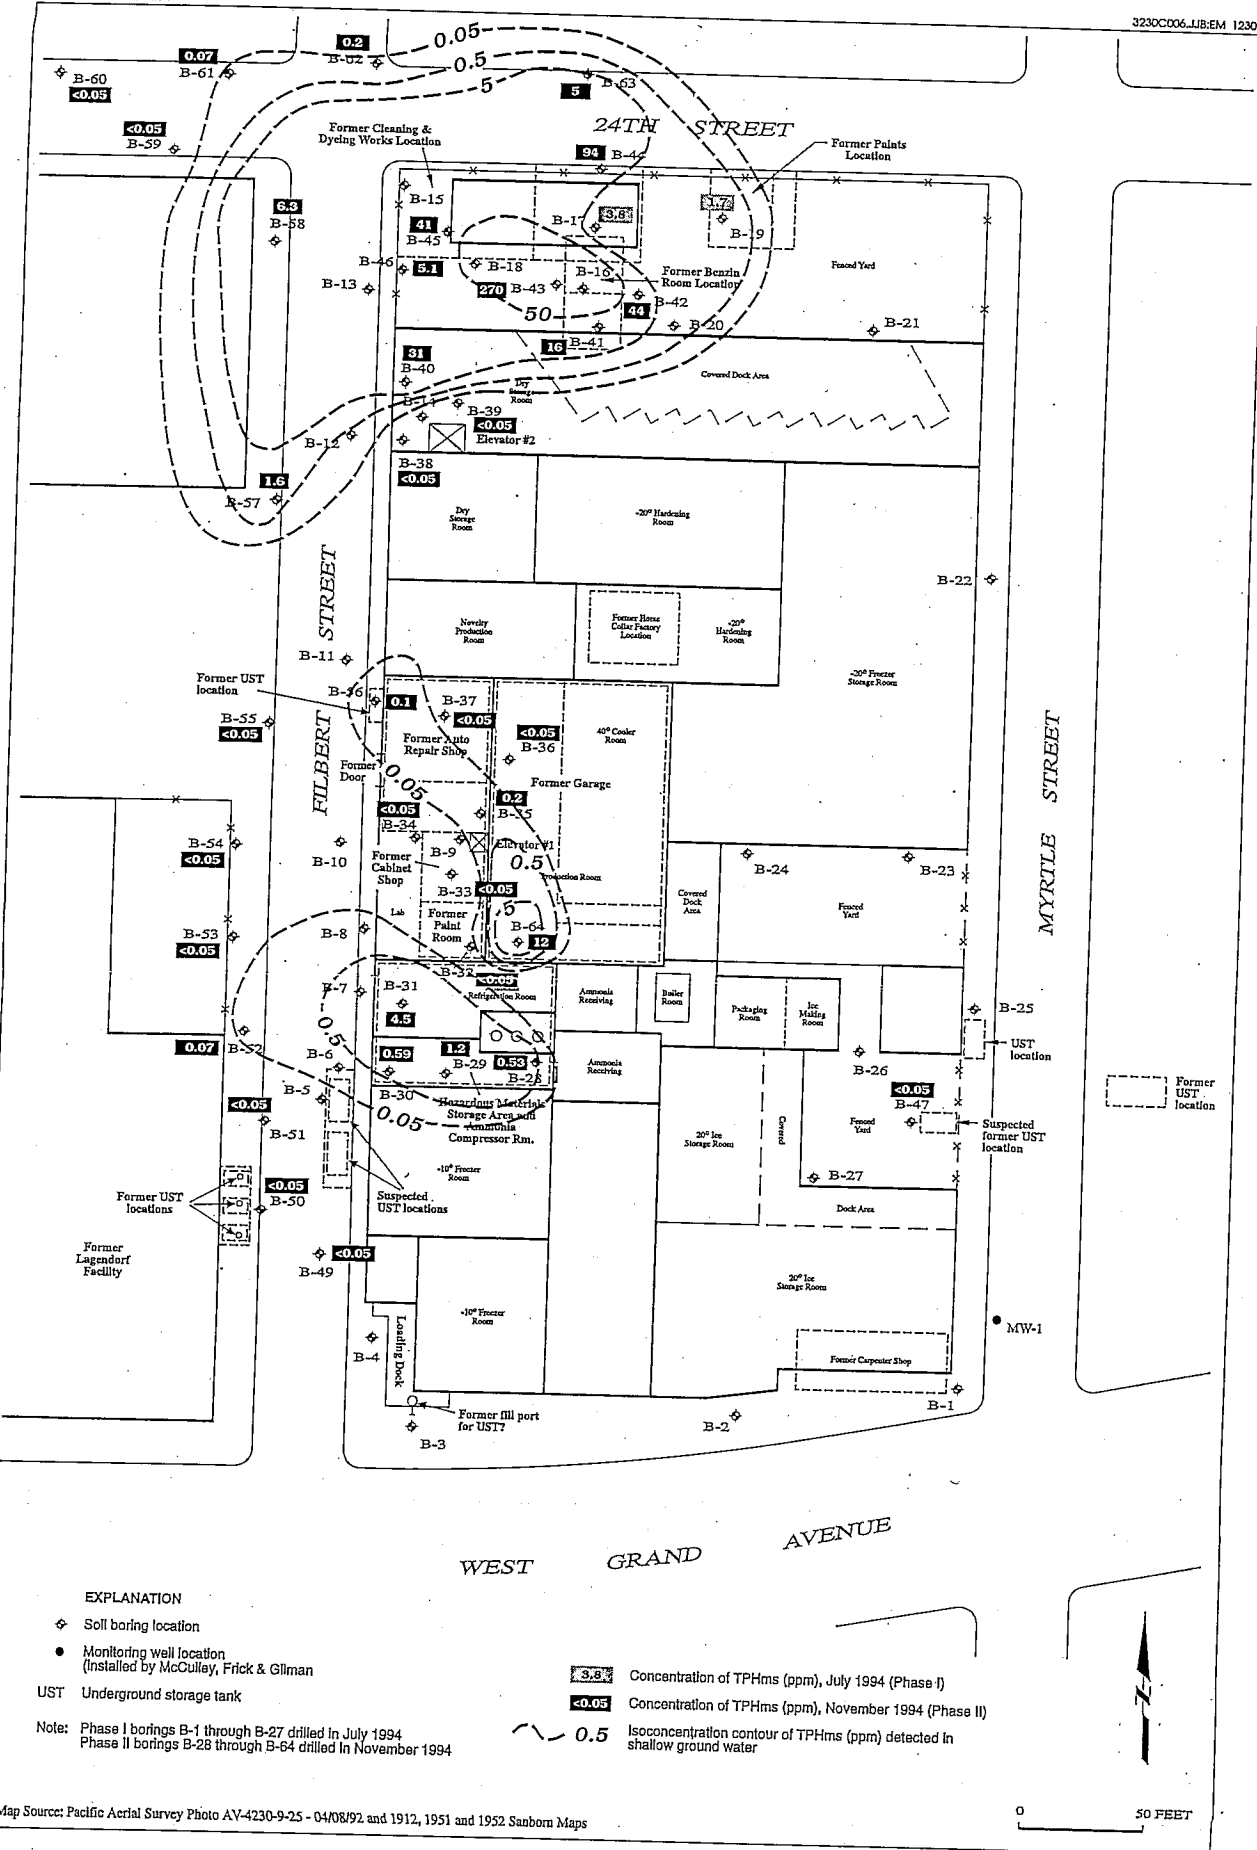 3230C006.JJB:EM 1230
0.05
0.5
5
0.07
B-61
0.2
B-62
B-60
<0.05
B-63
5
<0.05
B-59
Former Cleaning &
Dyeing Works Location
24TH STREET
Former Paints
Location
94
B-44
B-15
6.3
B-58
41
B-45
B-17
3.8
1.7
B-19
B-46
5.1
B-18
B-16
Former Benzin
Room Location
Fenced Yard
B-13
270
B-43
44
B-42
50
B-20
B-21
16
B-41
31
B-40
Dry
Storage
Room
Covered Dock Area
B-14
B-39
<0.05
B-12
Elevator #2
B-38
<0.05
1.6
B-57
Dry
Storage
Room
-20° Hardening
Room
FILBERT STREET
B-22
Novelty
Production
Room
Former Horse
Collar Factory
Location
-20°
Hardening
Room
B-11
Former UST
location
-20° Freezer
Storage Room
B-56
0.1
B-37
<0.05
B-55
<0.05
<0.05
B-36
40° Cooler
Room
Former Auto
Repair Shop
Former
Door
0.05
Former Garage
MYRTLE STREET
0.2
B-35
<0.05
B-34
B-54
<0.05
B-10
B-9
Elevator #1
0.5
Production Room
B-24
B-23
Former
Cabinet
Shop
B-33
<0.05
Covered
Dock
Area
Fenced
Yard
Lab
Former
Paint
Room
5
B-64
12
B-8
B-53
<0.05
B-32
<0.05
Refrigeration Room
B-7
B-31
4.5
Ammonia
Receiving
Boiler
Room
Packaging
Room
Ice
Making
Room
B-25
0.5
UST
location
0.07
B-52
B-6
0.59
B-30
1.2
B-29
0.53
B-28
Ammonia
Receiving
B-26
<0.05
B-47
Former
UST
location
B-5
<0.05
B-51
0.05
Hazardous Materials
Storage Area and
Ammonia
Compressor Rm.
20° Ice
Storage Room
Covered
Fenced
Yard
Suspected
former UST
location
-10° Freezer
Room
B-27
Former UST
locations
<0.05
B-50
Suspected
UST locations
Dock Area
Former
Lagendorf
Facility
B-49
<0.05
20° Ice
Storage Room
-10° Freezer
Room
MW-1
B-4
Loading Dock
Former Carpenter Shop
Former fill port
for UST?
B-3
B-2
B-1
WEST GRAND AVENUE
EXPLANATION
Soil boring location
Monitoring well location
(installed by McCulley, Frick & Gilman
UST Underground storage tank
Note: Phase I borings B-1 through B-27 drilled in July 1994
Phase II borings B-28 through B-64 drilled in November 1994
3.8 Concentration of TPHms (ppm), July 1994 (Phase I)
<0.05 Concentration of TPHms (ppm), November 1994 (Phase II)
0.5 Isoconcentration contour of TPHms (ppm) detected in
shallow ground water
N
Map Source: Pacific Aerial Survey Photo AV-4230-9-25 - 04/08/92 and 1912, 1951 and 1952 Sanborn Maps
0 50 FEET